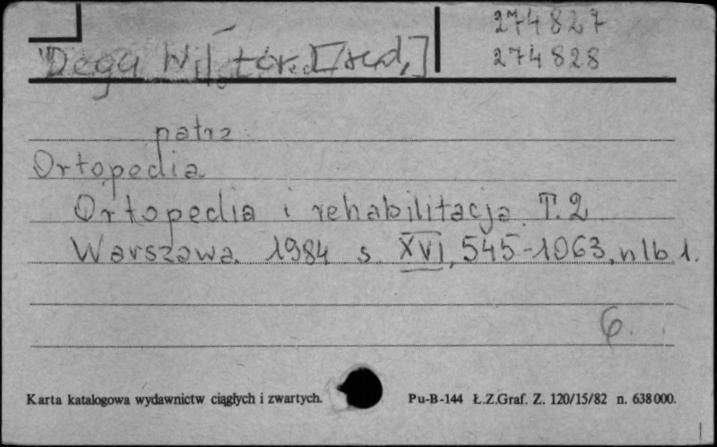 274827
274828
Dega Wiktor [red.]
patrz
Ortopedia
Ortopedia i rehabilitacja T. 2
Warszawa 1984 s. XVI, 545-1063, nlb 1.
6.
Karta katalogowa wydawnictw ciągłych i zwartych. Pu-B-144 Ł.Z.Graf. Z. 120/15/82 n. 638000.